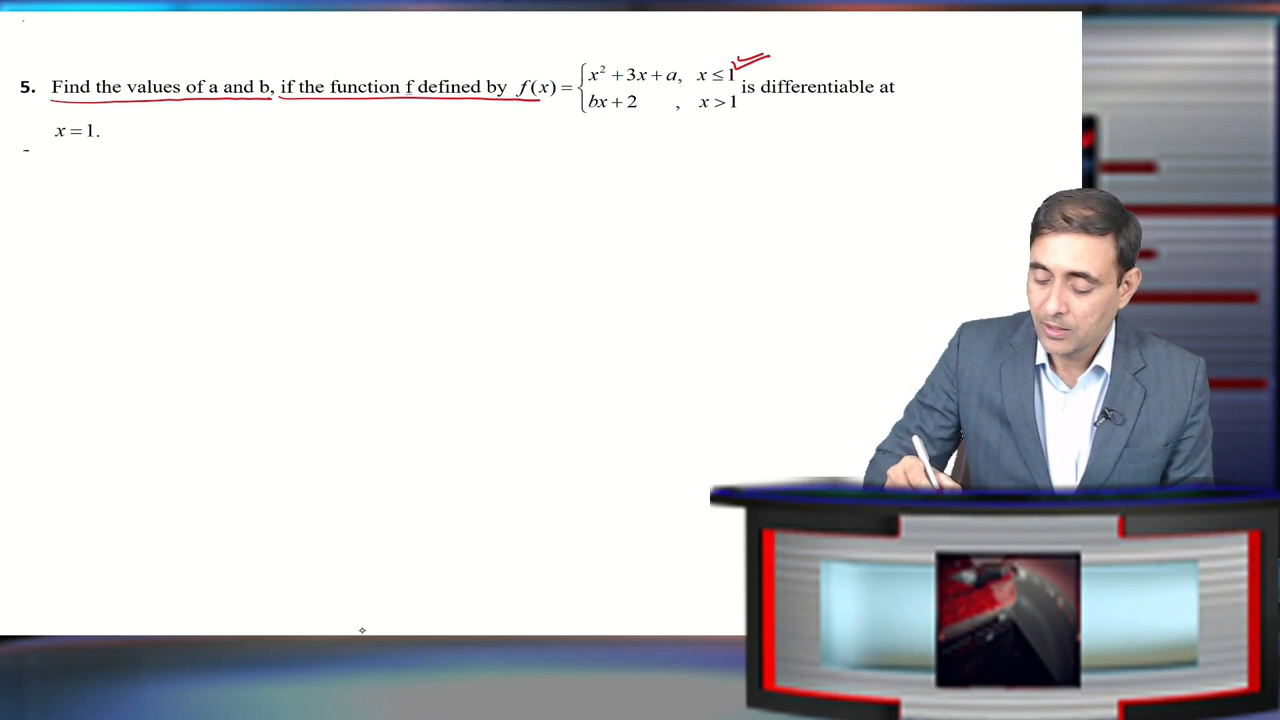 5. Find the values of a and b, if the function f defined by f(x) = { x² + 3x + a, x ≤ 1
bx + 2 , x > 1 is differentiable at
x = 1.